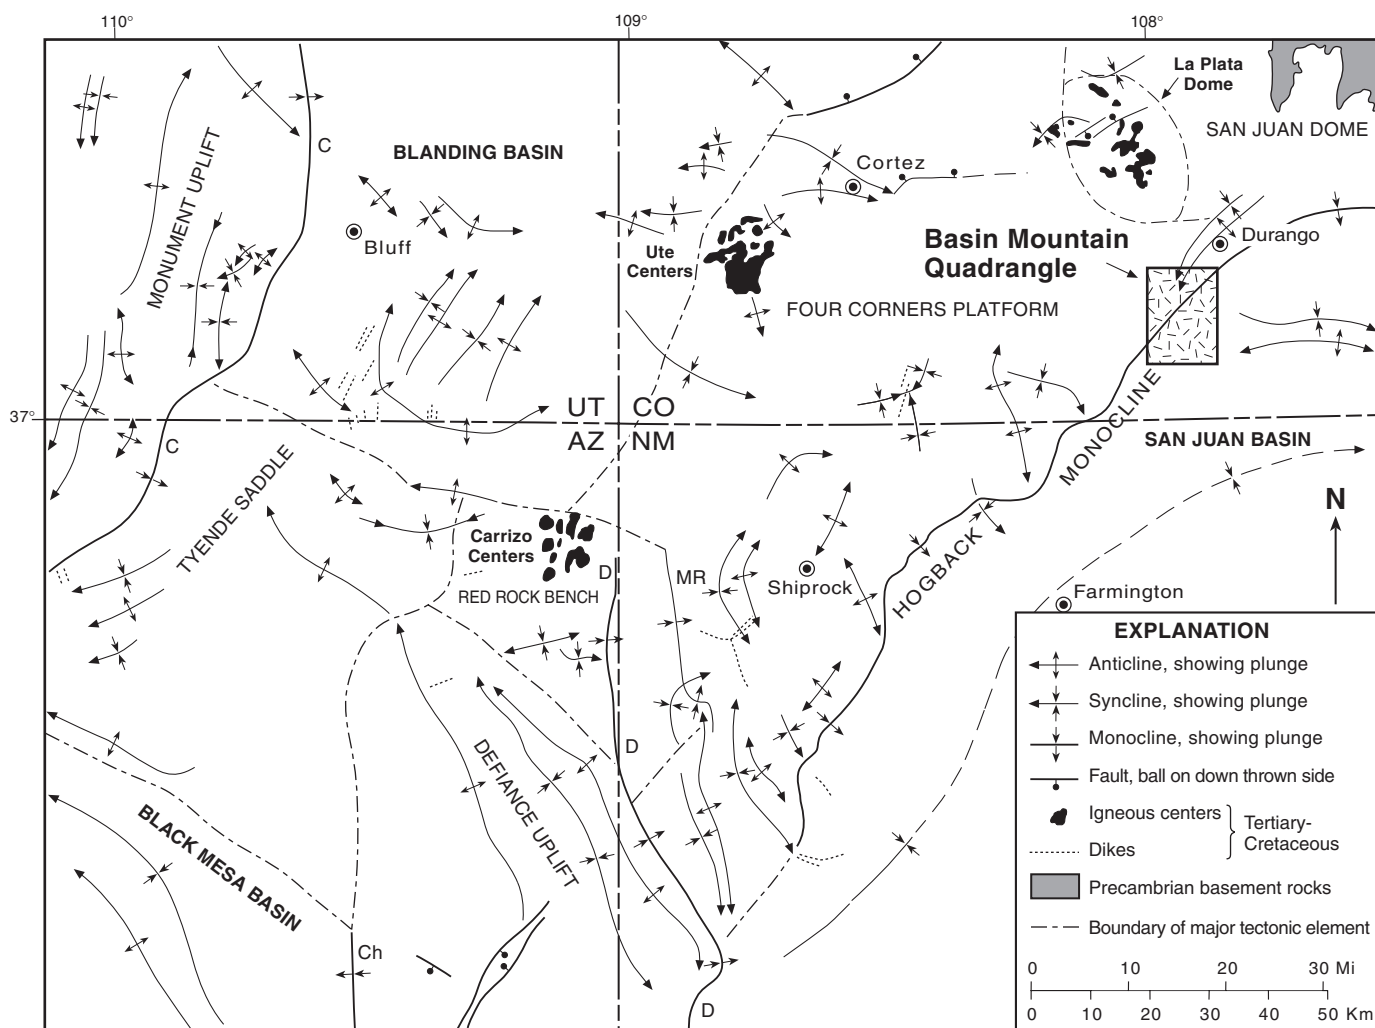 110°
109°
108°
La Plata
Dome
SAN JUAN DOME
C
BLANDING BASIN
MONUMENT UPLIFT
Cortez
Bluff
Ute
Centers
Basin Mountain
Quadrangle
Durango
FOUR CORNERS PLATFORM
37°
UT
CO
AZ
NM
C
MONOCLINE
SAN JUAN BASIN
TYENDE SADDLE
N
Carrizo
Centers
D
MR
Shiprock
HOGBACK
RED ROCK BENCH
Farmington
D
DEFIANCE UPLIFT
BLACK MESA BASIN
Ch
D
EXPLANATION
Anticline, showing plunge
Syncline, showing plunge
Monocline, showing plunge
Fault, ball on down thrown side
Igneous centers
Dikes
Tertiary-
Cretaceous
Precambrian basement rocks
Boundary of major tectonic element
0 10 20 30 Mi
0 10 20 30 40 50 Km